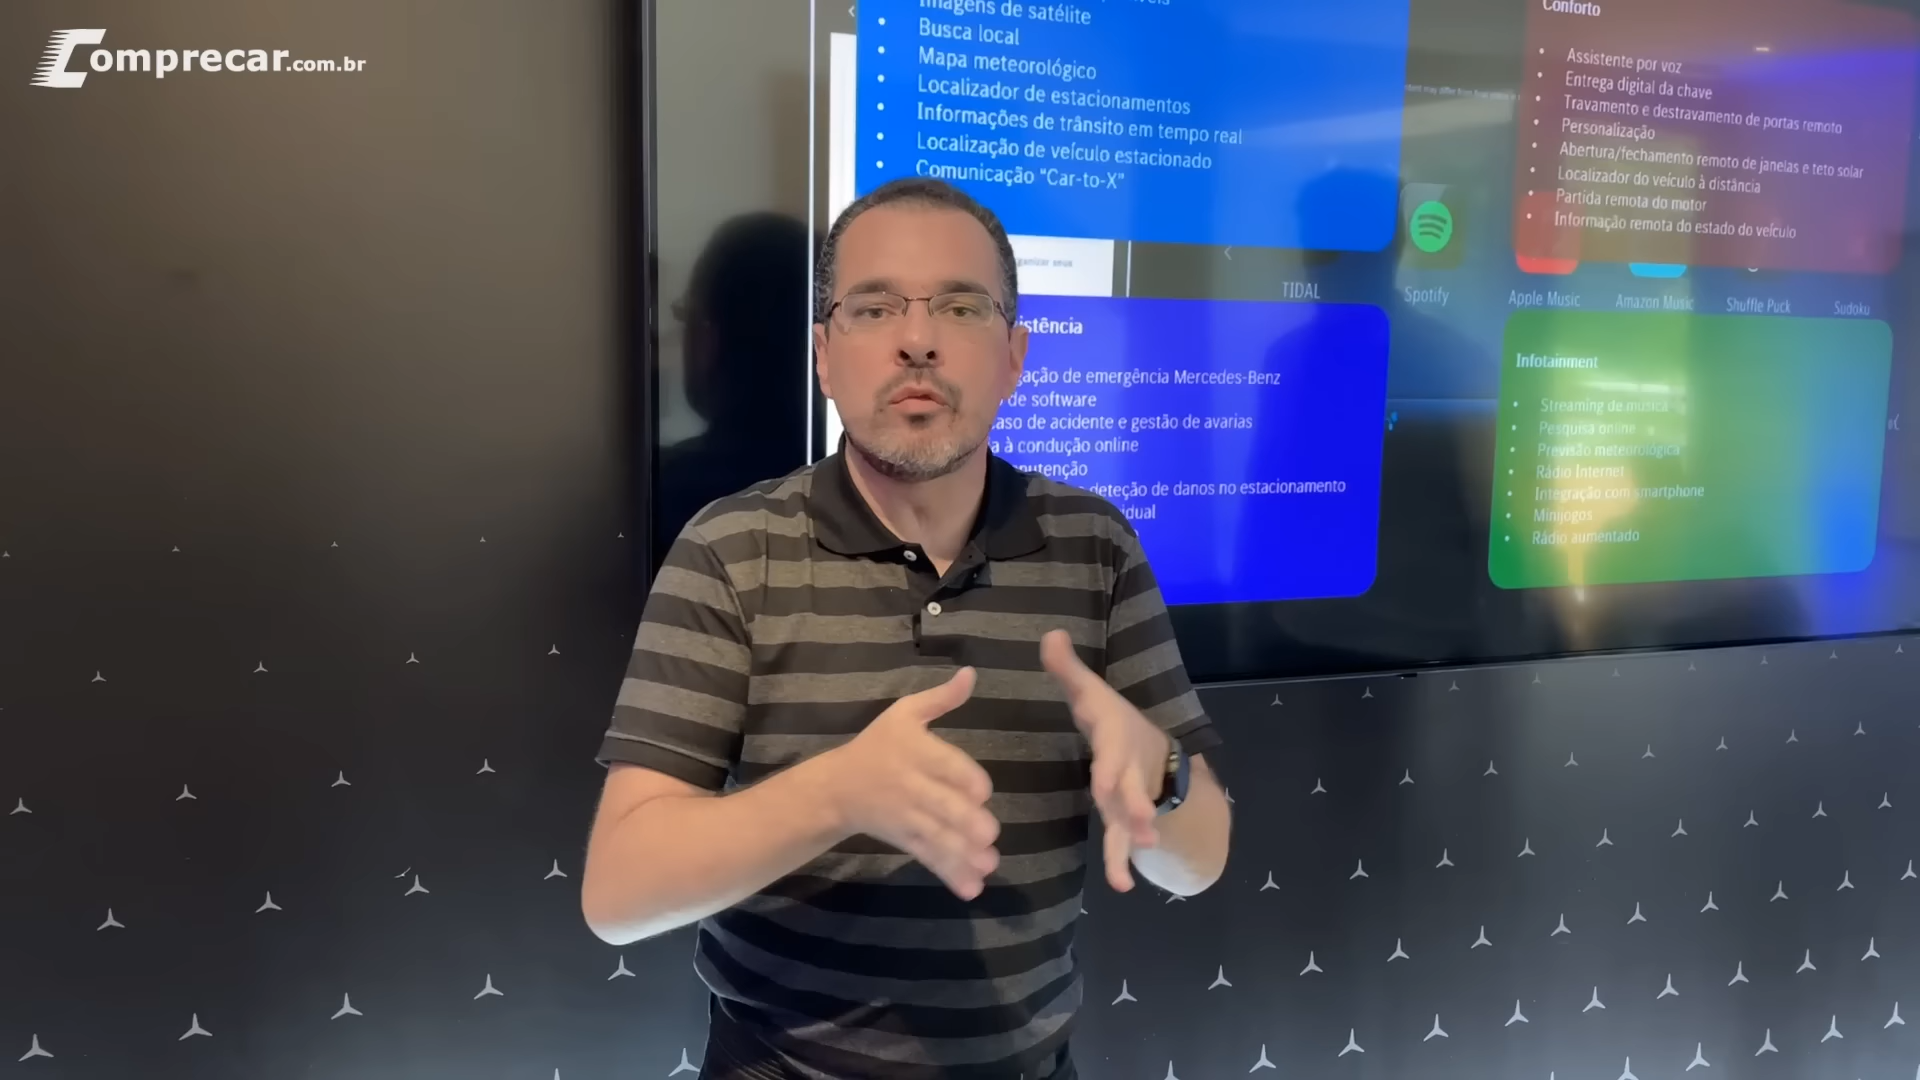 Comprecar.com.br
Imagens de satélite
Busca local
Mapa meteorológico
Localizador de estacionamentos
Informações de trânsito em tempo real
Localização de veículo estacionado
Comunicação “Car-to-X”
Conforto
Assistente por voz
Entrega digital da chave
Travamento e destravamento de portas remoto
Personalização
Abertura/fechamento remoto de janelas e teto solar
Localizador do veículo à distância
Partida remota do motor
Informação remota do estado do veículo
TIDAL
Spotify
Apple Music
Amazon Music
Shuffle Puck
Sudoku
de emergência Mercedes-Benz
de software
de acidente e gestão de avarias
à condução online
deteção de danos no estacionamento
Infotainment
Streaming de música
Pesquisa online
Previsão meteorológica
Rádio Internet
Integração com smartphone
Minijogos
Rádio aumentado